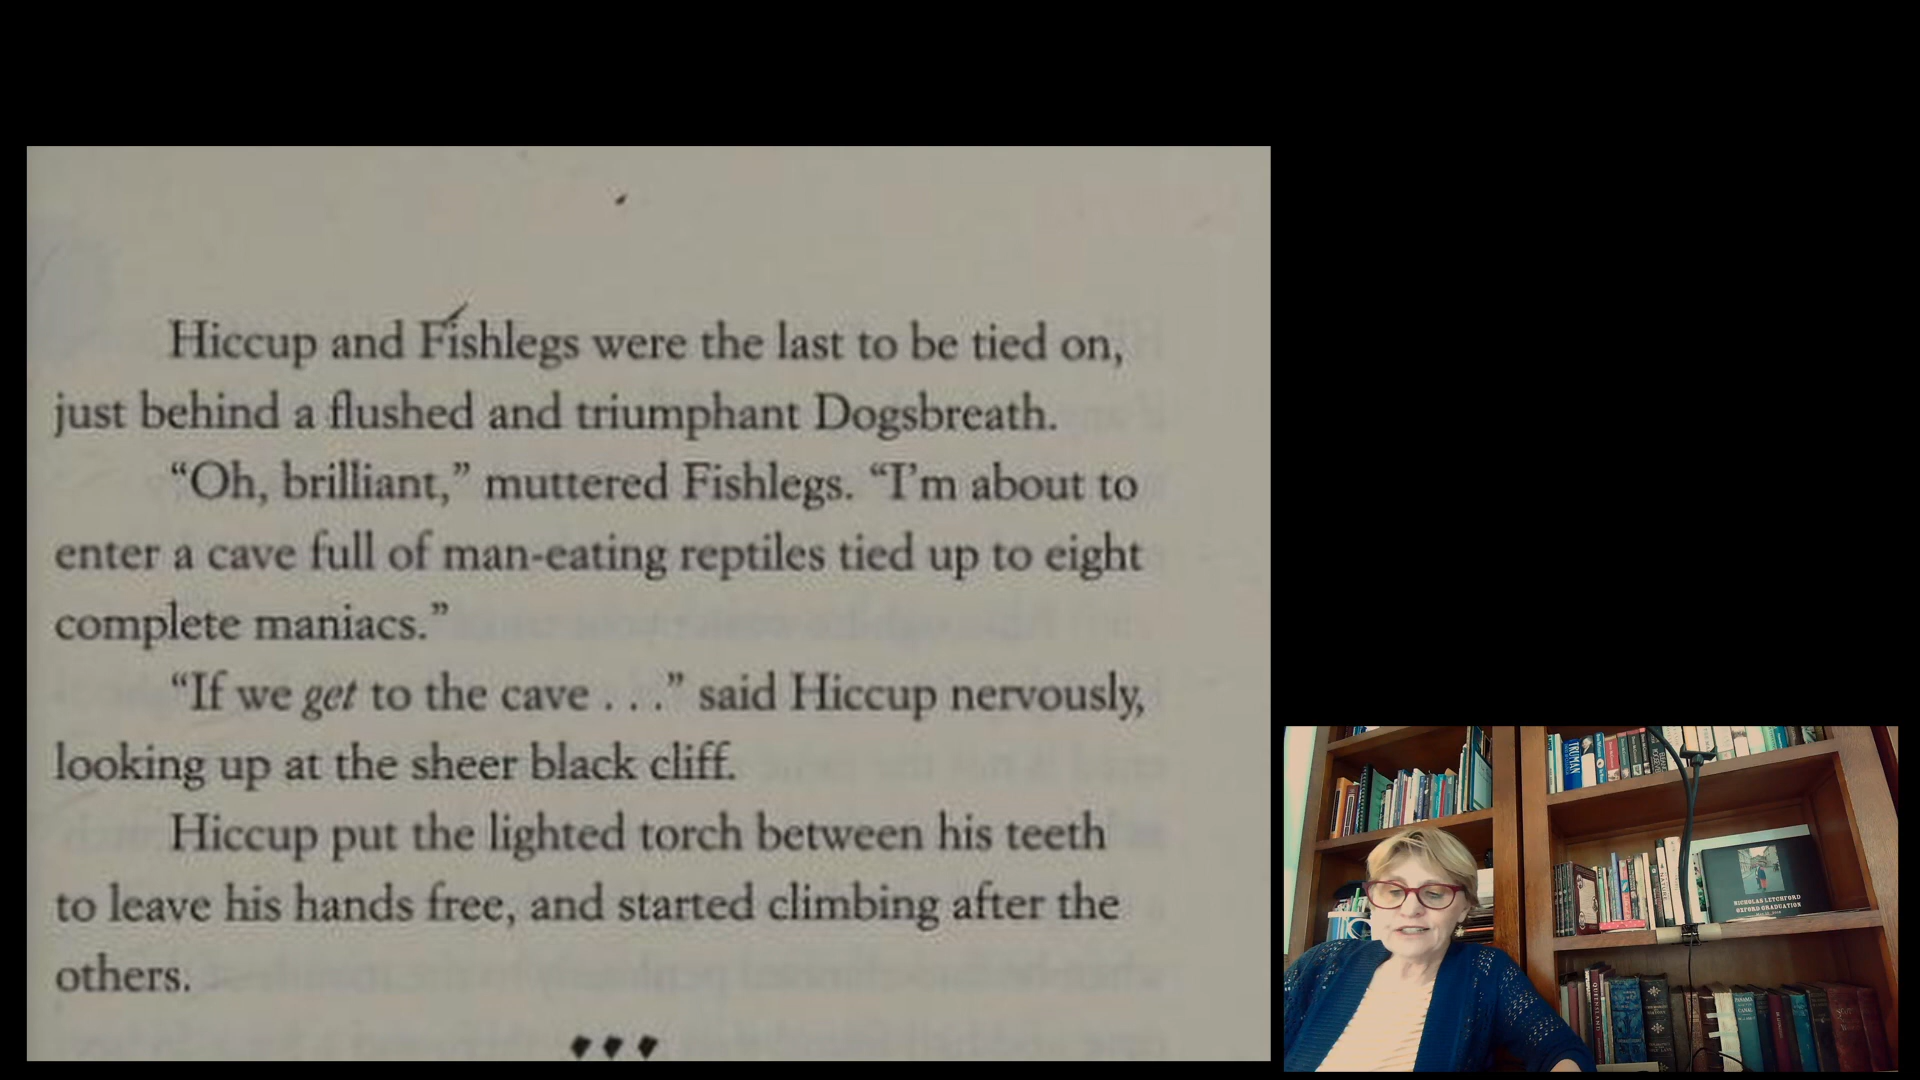 Hiccup and Fishlegs were the last to be tied on,
just behind a flushed and triumphant Dogsbreath.
“Oh, brilliant,” muttered Fishlegs. “I’m about to
enter a cave full of man-eating reptiles tied up to eight
complete maniacs.”
“If we get to the cave . . .” said Hiccup nervously,
looking up at the sheer black cliff.
Hiccup put the lighted torch between his teeth
to leave his hands free, and started climbing after the
others.
TRUMAN
NICHOLAS LETCHFORD
OXFORD GRADUATION
QUEENSLAND
PANAMA
CANAL